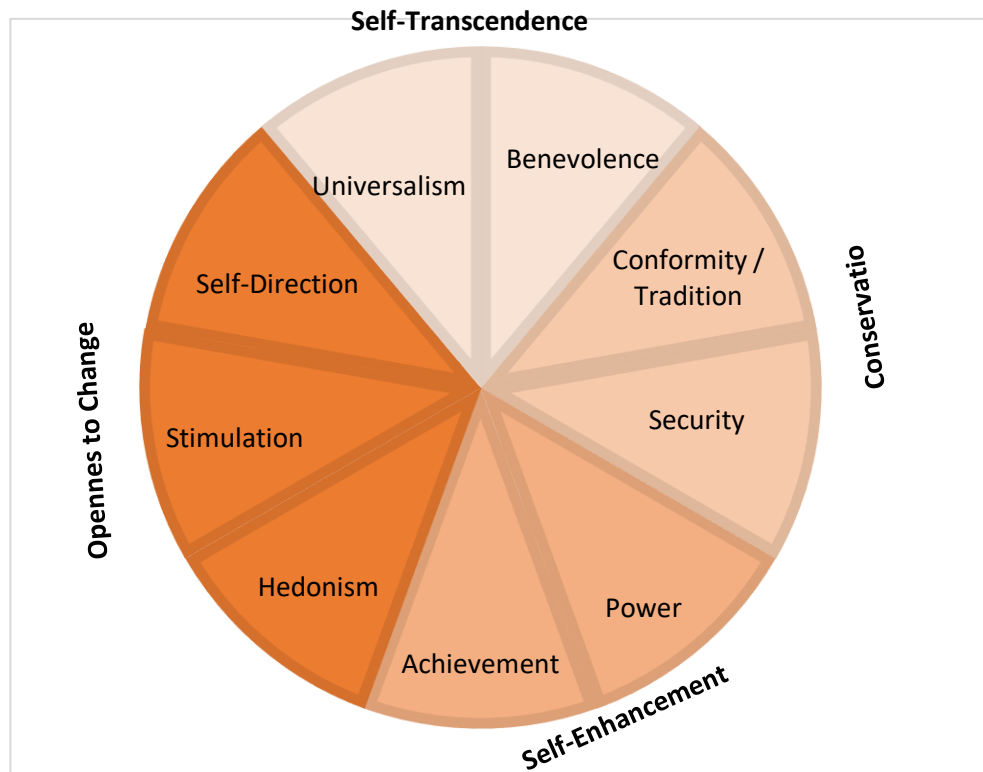 Self-Transcendence
Universalism
Benevolence
Self-Direction
Conformity /
Tradition
Conservatio
Opennes to Change
Stimulation
Security
Hedonism
Power
Achievement
Self-Enhancement